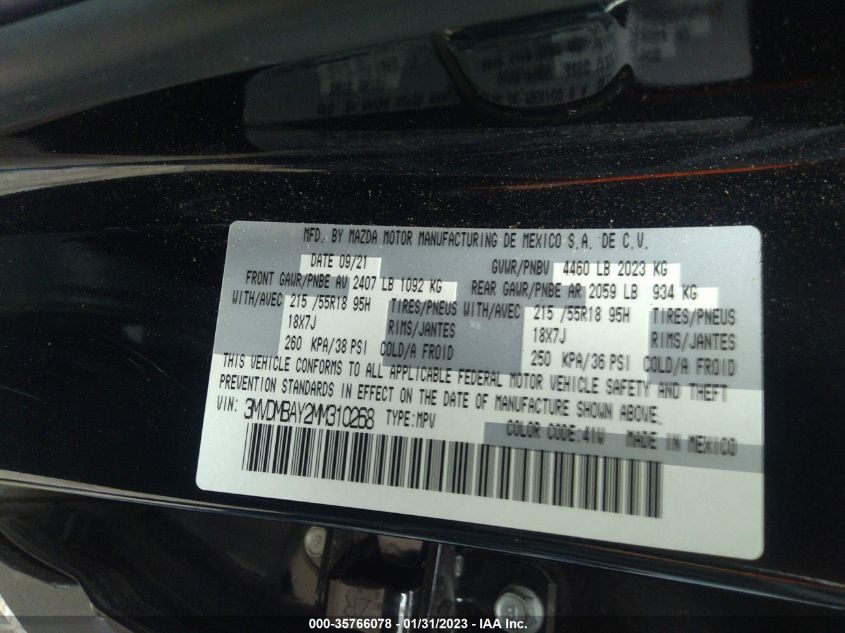 MFD. BY MAZDA MOTOR MANUFACTURING DE MEXICO S.A. DE C.V.
DATE 09/21 GVWR/PNBV 4460 LB 2023 KG
FRONT GAWR/PNBE AV 2407 LB 1092 KG REAR GAWR/PNBE AR 2059 LB 934 KG
WITH/AVEC 215 /55R18 95H TIRES/PNEUS WITH/AVEC 215 /55R18 95H TIRES/PNEUS
18X7J RIMS/JANTES 18X7J RIMS/JANTES
260 KPA/38 PSI COLD/A FROID 250 KPA/36 PSI COLD/A FROID
THIS VEHICLE CONFORMS TO ALL APPLICABLE FEDERAL MOTOR VEHICLE SAFETY AND THEFT
PREVENTION STANDARDS IN EFFECT ON THE DATE OF MANUFACTURE SHOWN ABOVE.
VIN: 3MVDMBAY2MM310268 TYPE:MPV
COLOR CODE:41W MADE IN MEXICO
000-35766078 - 01/31/2023 - IAA Inc.